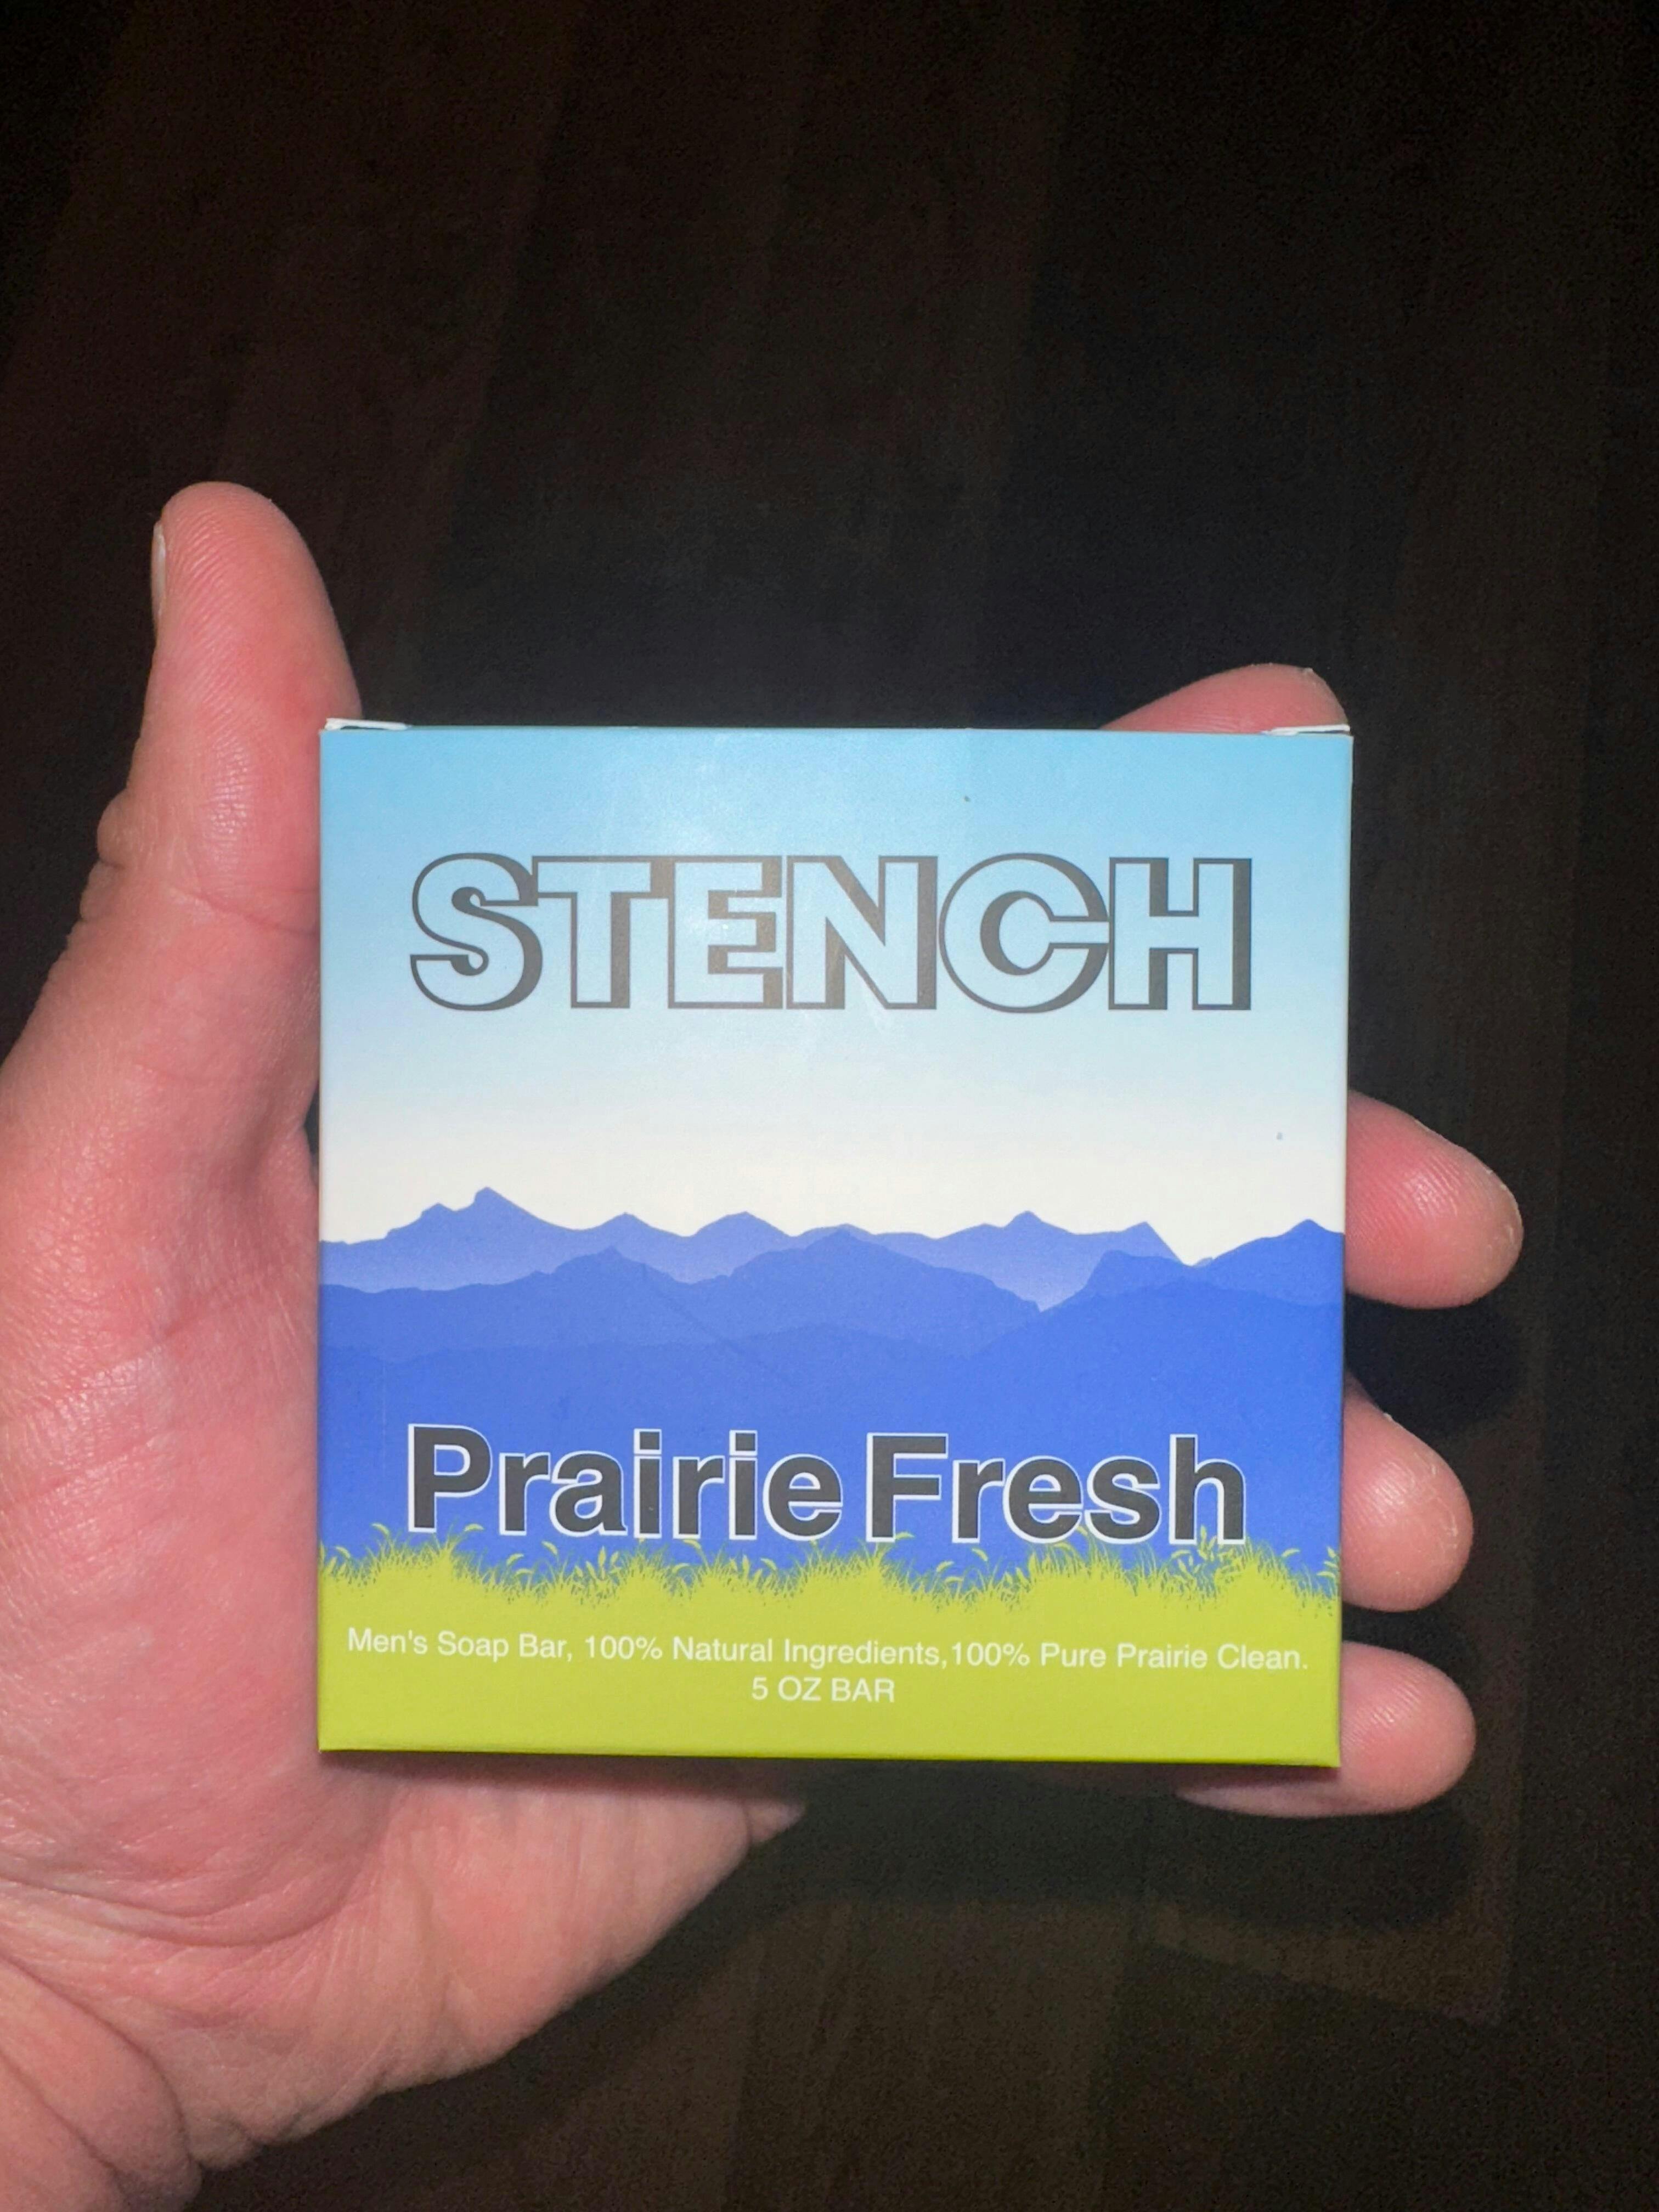 STENCH
Prairie Fresh
Men's Soap Bar, 100% Natural Ingredients,100% Pure Prairie Clean.
5 OZ BAR